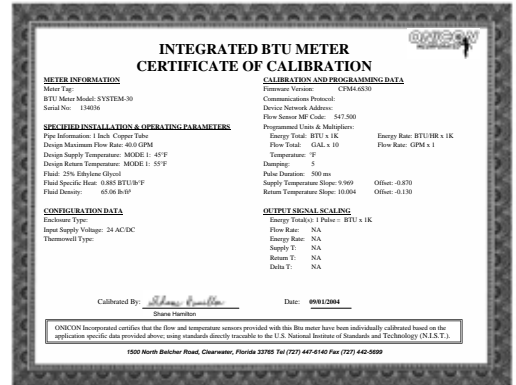 ONICON
INCORPORATED
INTEGRATED BTU METER
CERTIFICATE OF CALIBRATION
METER INFORMATION
Meter Tag:
BTU Meter Model: SYSTEM-30
Serial No: 134036
SPECIFIED INSTALLATION & OPERATING PARAMETERS
Pipe Information: 1 Inch Copper Tube
Design Maximum Flow Rate: 40.0 GPM
Design Supply Temperature: MODE 1: 45°F
Design Return Temperature: MODE 1: 55°F
Fluid: 25% Ethylene Glycol
Fluid Specific Heat: 0.885 BTU/lb°F
Fluid Density: 65.06 lb/ft³
CONFIGURATION DATA
Enclosure Type:
Input Supply Voltage: 24 AC/DC
Thermowell Type:
CALIBRATION AND PROGRAMMING DATA
Firmware Version: CFM4.6S30
Communications Protocol:
Device Network Address:
Flow Sensor MF Code: 547.500
Programmed Units & Multipliers:
Energy Total: BTU x 1K Energy Rate: BTU/HR x 1K
Flow Total: GAL x 10 Flow Rate: GPM x 1
Temperature: °F
Damping: 5
Pulse Duration: 500 ms
Supply Temperature Slope: 9.969 Offset: -0.870
Return Temperature Slope: 10.004 Offset: -0.130
OUTPUT SIGNAL SCALING
Energy Total(s): 1 Pulse = BTU x 1K
Flow Rate: NA
Energy Rate: NA
Supply T: NA
Return T: NA
Delta T: NA
Calibrated By: Shane Hamilton Date: 09/01/2004
Shane Hamilton
ONICON Incorporated certifies that the flow and temperature sensors provided with this Btu meter have been individually calibrated based on the
application specific data provided above; using standards directly traceable to the U.S. National Institute of Standards and Technology (N.I.S.T.).
1500 North Belcher Road, Clearwater, Florida 33765 Tel (727) 447-6140 Fax (727) 442-5699